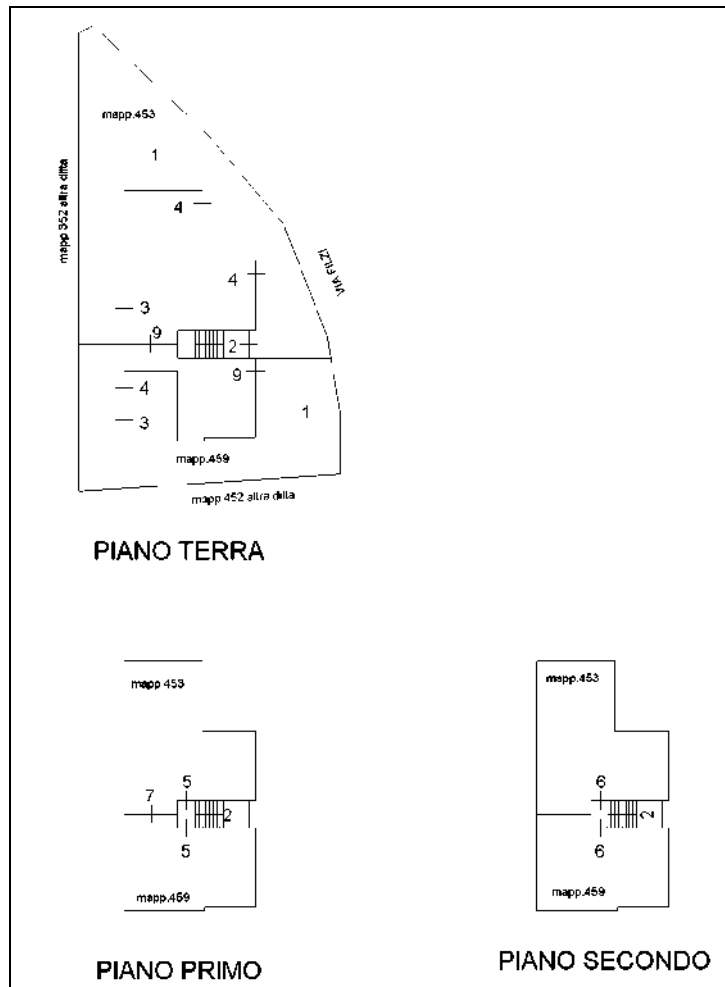 mapp.453
1
mapp 352 altra ditta
4
VIA FILZI
4
3
9
2
9
4
1
3
mapp.459
mapp 452 altra ditta
PIANO TERRA
mapp 453
mapp.453
5
6
7
2
2
5
6
mapp.459
mapp.459
PIANO PRIMO
PIANO SECONDO